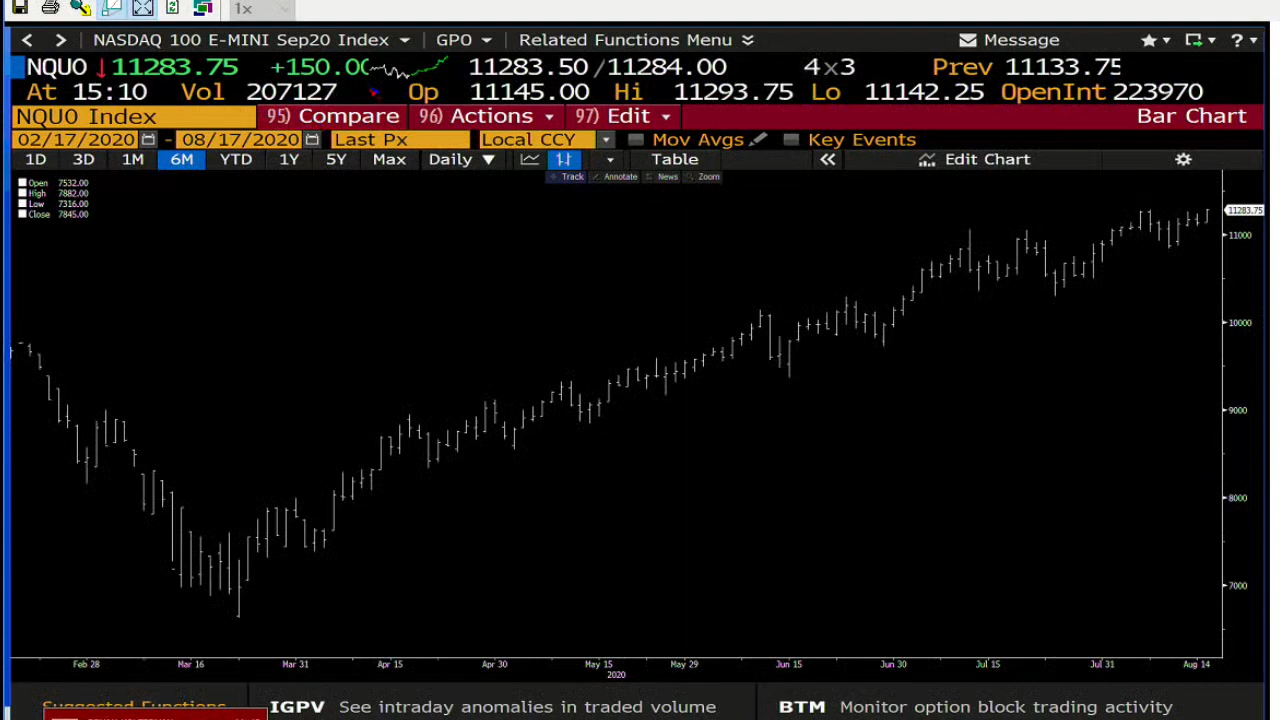 1x
NASDAQ 100 E-MINI Sep20 Index GPO Related Functions Menu Message ?
NQU0 11283.75 +150.00 11283.50 /11284.00 4x3 Prev 11133.75
At 15:10 Vol 207127 Op 11145.00 Hi 11293.75 Lo 11142.25 OpenInt 223970
NQU0 Index 95) Compare 96) Actions 97) Edit Bar Chart
02/17/2020 - 08/17/2020 Last Px Local CCY Mov Avgs Key Events
1D 3D 1M 6M YTD 1Y 5Y Max Daily Table Edit Chart
Track Annotate News Zoom
Open 7532.00
High 7882.00
Low 7316.00
Close 7845.00
11283.75
11000
10000
9000
8000
7000
Feb 28 Mar 16 Mar 31 Apr 15 Apr 30 May 15 May 29 Jun 15 Jun 30 Jul 15 Jul 31 Aug 14
2020
Suggested Functions IGPV See intraday anomalies in traded volume BTM Monitor option block trading activity